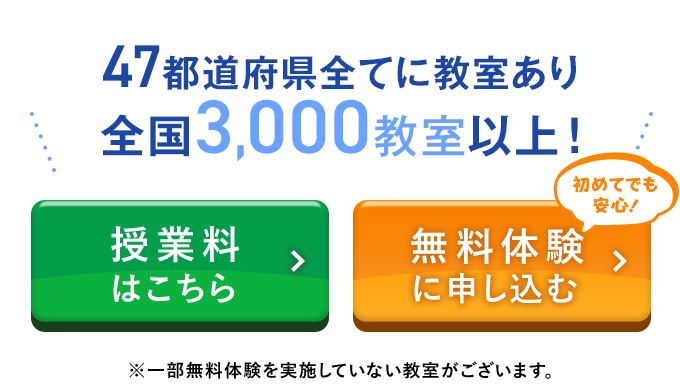 47都道府県全てに教室あり
全国3,000教室以上！
初めてでも
安心！
授業料
はこちら
無料体験
に申し込む
※一部無料体験を実施していない教室がございます。